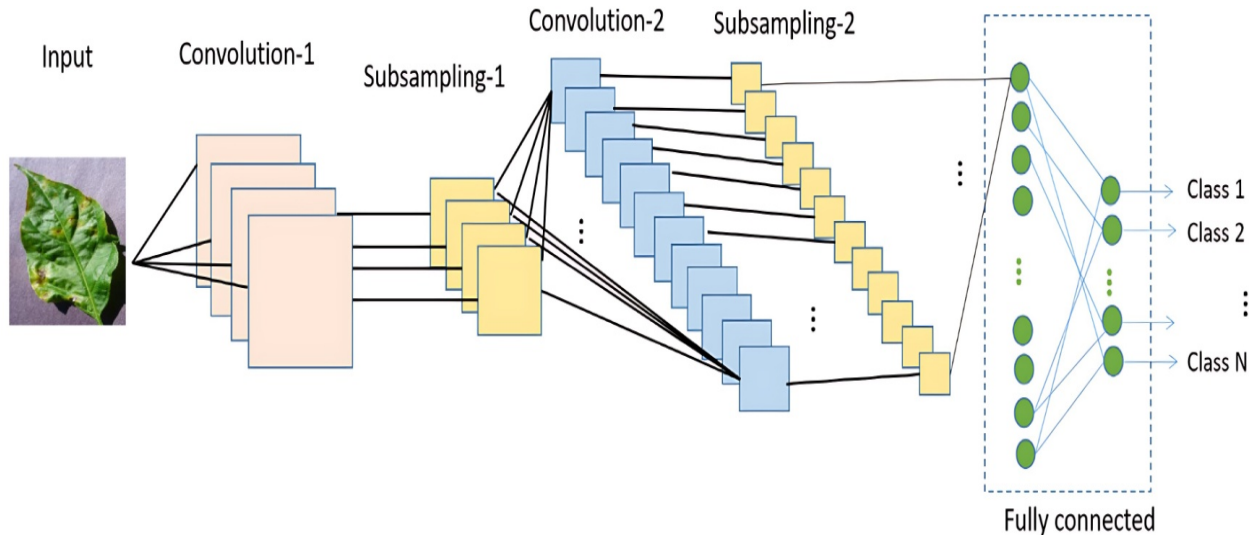 Input
Convolution-1
Subsampling-1
Convolution-2
Subsampling-2
Class 1
Class 2
Class N
Fully connected